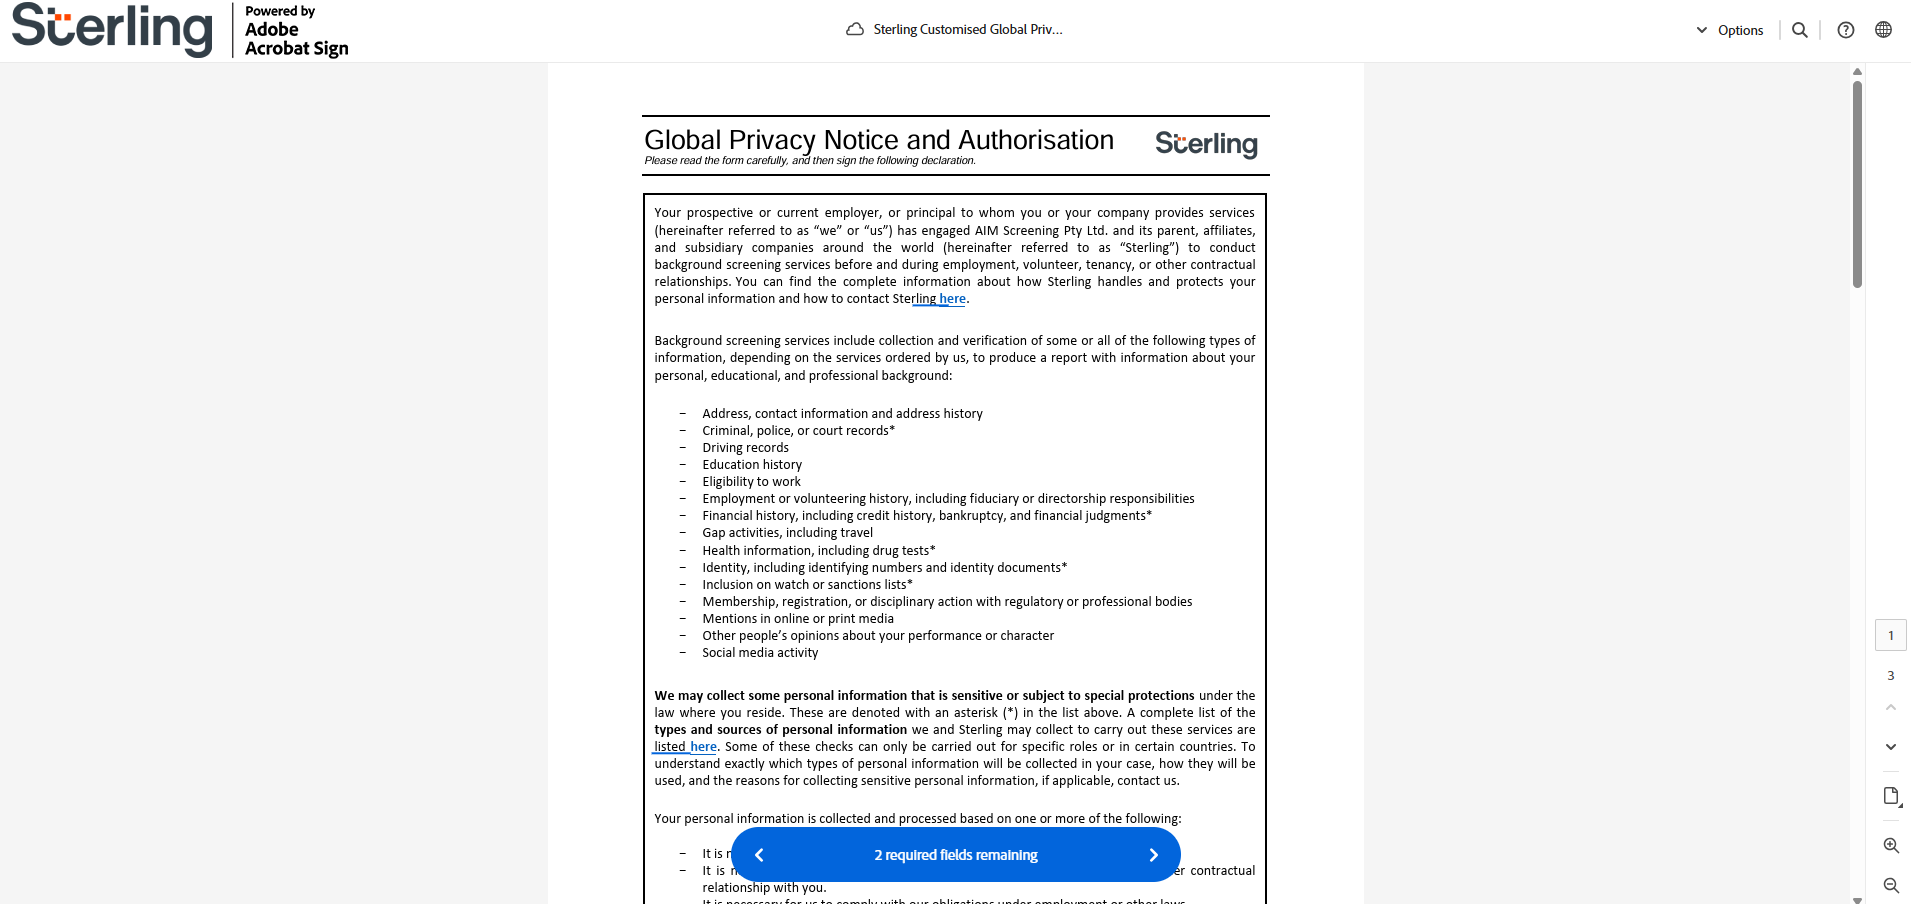 Sterling
Powered by
Adobe
Acrobat Sign
Sterling Customised Global Priv...
Options
Global Privacy Notice and Authorisation
Sterling
Please read the form carefully, and then sign the following declaration.
Your prospective or current employer, or principal to whom you or your company provides services
(hereinafter referred to as “we” or “us”) has engaged AIM Screening Pty Ltd. and its parent, affiliates,
and subsidiary companies around the world (hereinafter referred to as “Sterling”) to conduct
background screening services before and during employment, volunteer, tenancy, or other contractual
relationships. You can find the complete information about how Sterling handles and protects your
personal information and how to contact Sterling here.
Background screening services include collection and verification of some or all of the following types of
information, depending on the services ordered by us, to produce a report with information about your
personal, educational, and professional background:
– Address, contact information and address history
– Criminal, police, or court records*
– Driving records
– Education history
– Eligibility to work
– Employment or volunteering history, including fiduciary or directorship responsibilities
– Financial history, including credit history, bankruptcy, and financial judgments*
– Gap activities, including travel
– Health information, including drug tests*
– Identity, including identifying numbers and identity documents*
– Inclusion on watch or sanctions lists*
– Membership, registration, or disciplinary action with regulatory or professional bodies
– Mentions in online or print media
– Other people’s opinions about your performance or character
– Social media activity
We may collect some personal information that is sensitive or subject to special protections under the
law where you reside. These are denoted with an asterisk (*) in the list above. A complete list of the
types and sources of personal information we and Sterling may collect to carry out these services are
listed here. Some of these checks can only be carried out for specific roles or in certain countries. To
understand exactly which types of personal information will be collected in your case, how they will be
used, and the reasons for collecting sensitive personal information, if applicable, contact us.
Your personal information is collected and processed based on one or more of the following:
– It is
– It is contractual
relationship with you.
It is necessary for us to comply with our obligations under employment or other laws
2 required fields remaining
1
3